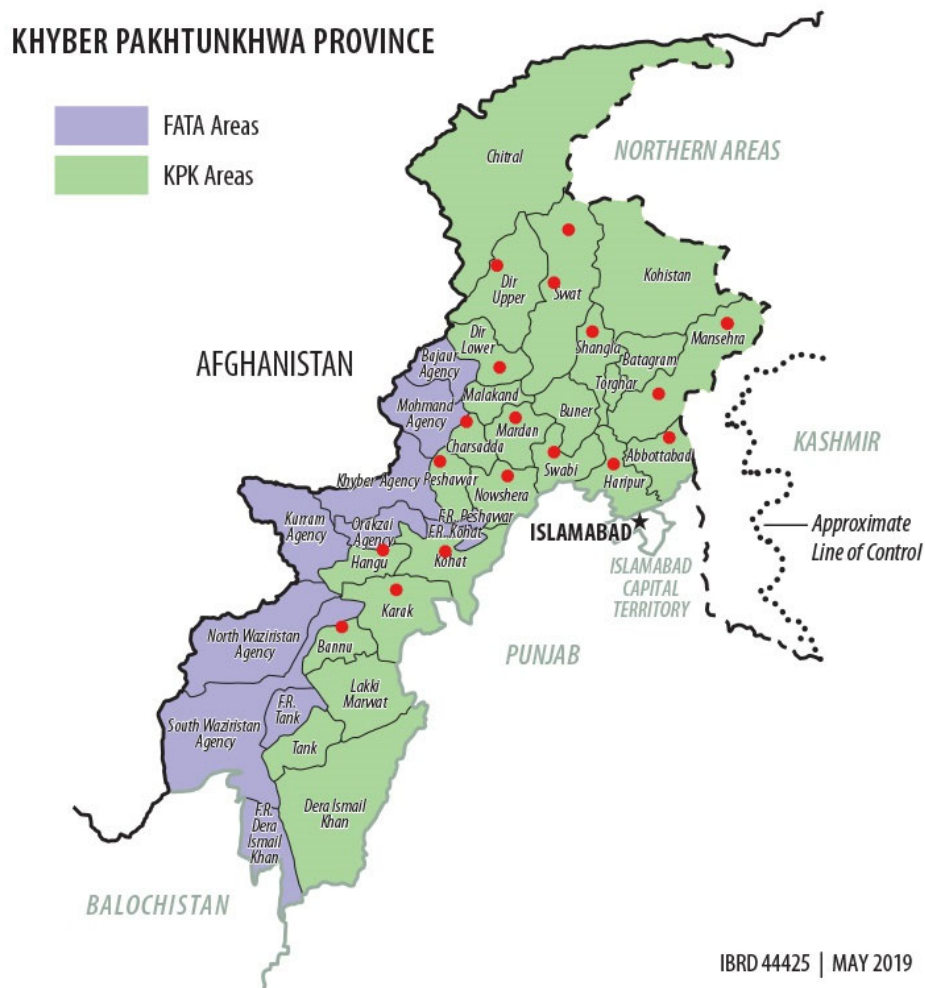 KHYBER PAKHTUNKHWA PROVINCE
FATA Areas
KPK Areas
NORTHERN AREAS
Chitral
Kohistan
Dir
Upper
Swat
Mansehra
Dir
Lower
Shangla
Batagram
AFGHANISTAN
Bajaur
Agency
Torghar
Malakand
Mohmand
Agency
Buner
Mardan
KASHMIR
Charsadda
Abbottabad
Swabi
Khyber Agency
Peshawar
Haripur
Nowshera
F.R. Peshawar
Kurram
Agency
Orakzai
Agency
F.R. Kohat
ISLAMABAD
Approximate
Line of Control
Hangu
Kohat
ISLAMABAD
CAPITAL
TERRITORY
Karak
North Waziristan
Agency
Bannu
PUNJAB
Lakki
Marwat
F.R.
Tank
South Waziristan
Agency
Tank
Dera Ismail
Khan
F.R.
Dera
Ismail
Khan
BALOCHISTAN
IBRD 44425 | MAY 2019